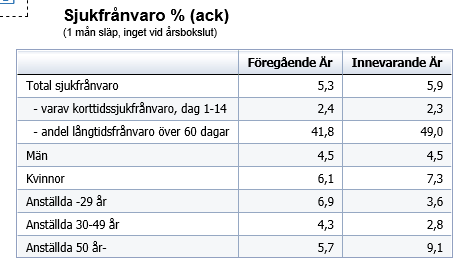 Sjukfrånvaro % (ack)
(1 mån släp, inget vid årsbokslut)
Föregående År Innevarande År
Total sjukfrånvaro 5,3 5,9
- varav korttidssjukfrånvaro, dag 1-14 2,4 2,3
- andel långtidsfrånvaro över 60 dagar 41,8 49,0
Män 4,5 4,5
Kvinnor 6,1 7,3
Anställda -29 år 6,9 3,6
Anställda 30-49 år 4,3 2,8
Anställda 50 år- 5,7 9,1